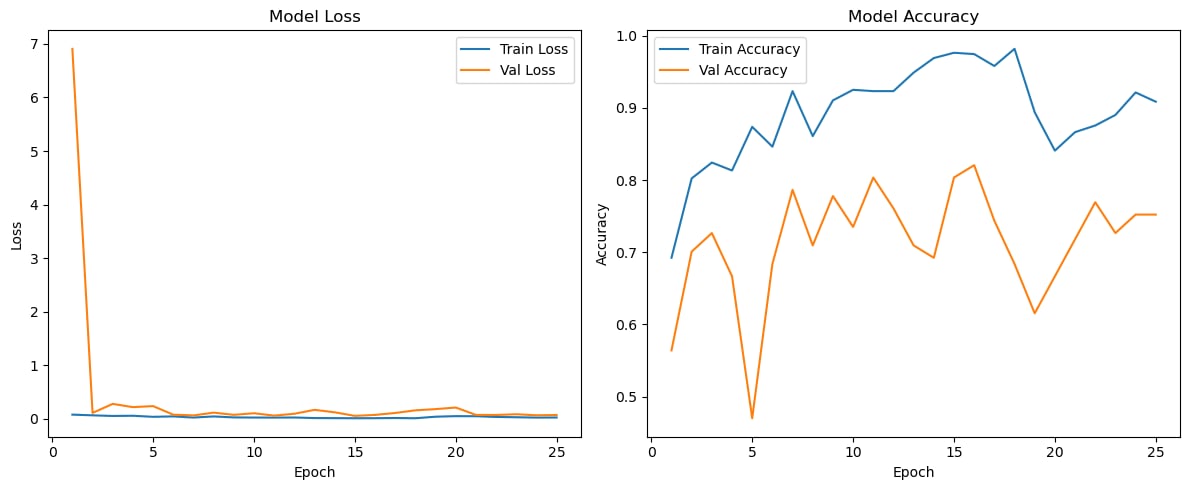 Model Loss
7
6
5
4
3
2
1
0
Loss
0 5 10 15 20 25
Epoch
Train Loss
Val Loss
Model Accuracy
1.0
0.9
0.8
0.7
0.6
0.5
Accuracy
0 5 10 15 20 25
Epoch
Train Accuracy
Val Accuracy